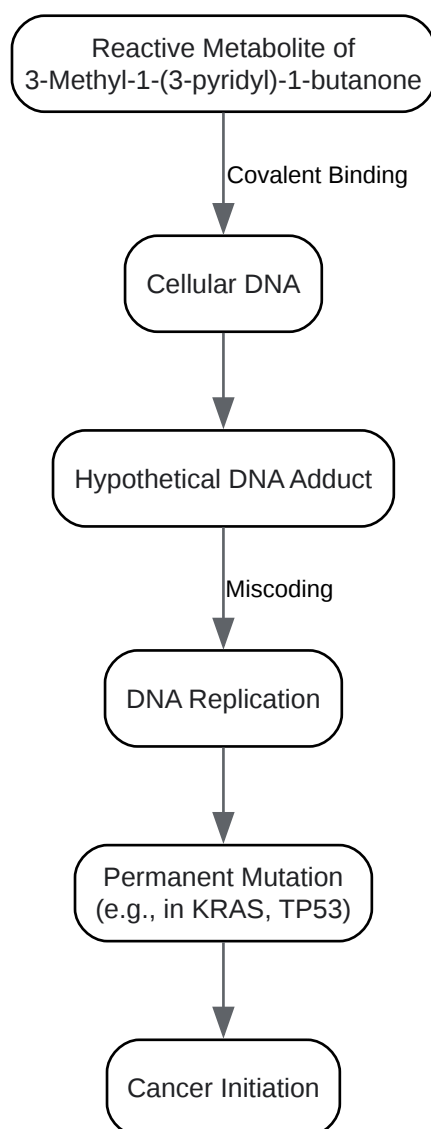 Reactive Metabolite of
3-Methyl-1-(3-pyridyl)-1-butanone
Covalent Binding
Cellular DNA
Hypothetical DNA Adduct
Miscoding
DNA Replication
Permanent Mutation
(e.g., in KRAS, TP53)
Cancer Initiation